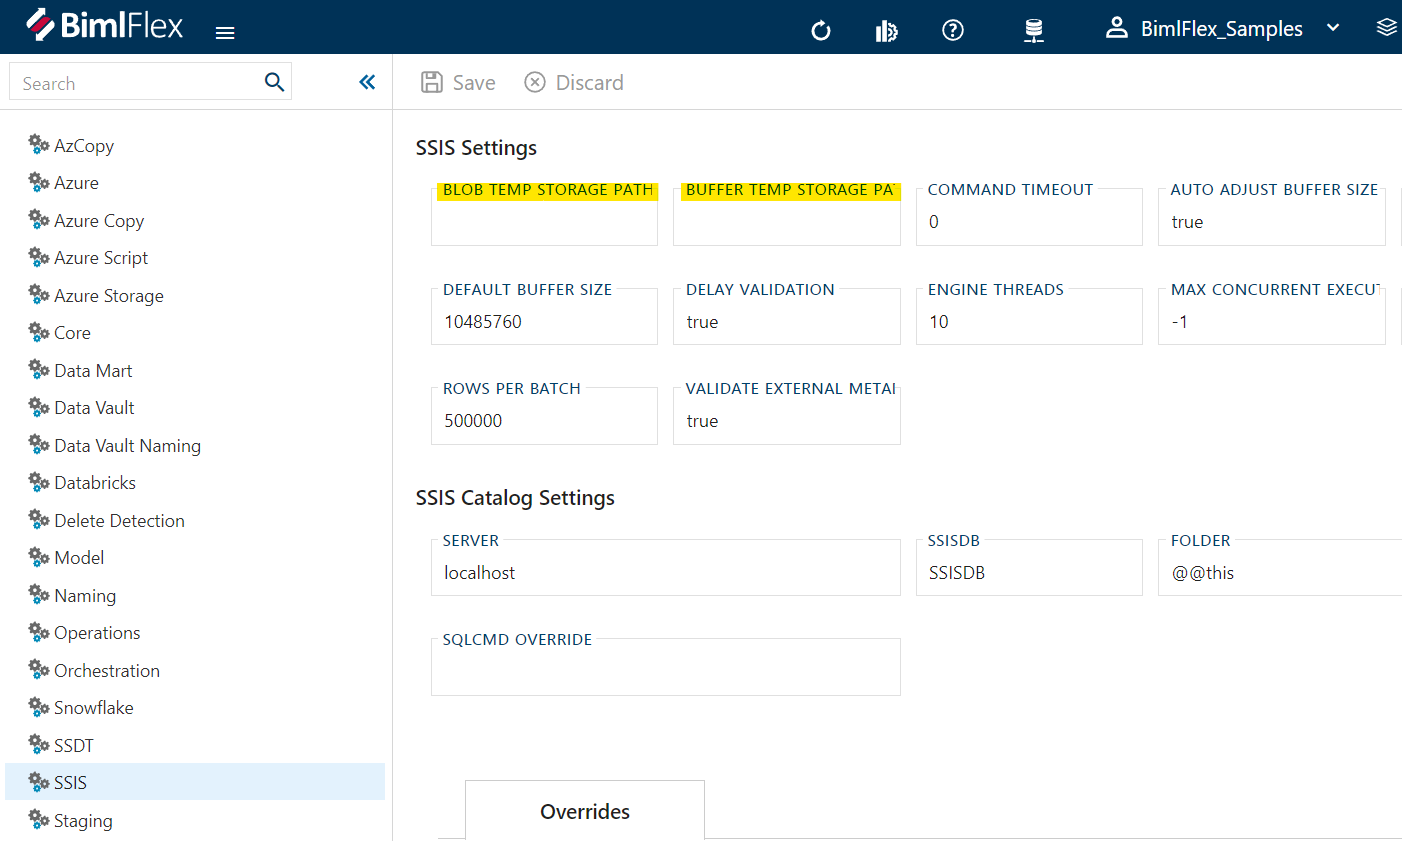 BimlFlex
BimlFlex_Samples
Search
Save
Discard
AzCopy
Azure
Azure Copy
Azure Script
Azure Storage
Core
Data Mart
Data Vault
Data Vault Naming
Databricks
Delete Detection
Model
Naming
Operations
Orchestration
Snowflake
SSDT
SSIS
Staging
SSIS Settings
BLOB TEMP STORAGE PATH
BUFFER TEMP STORAGE PA
COMMAND TIMEOUT
0
AUTO ADJUST BUFFER SIZE
true
DEFAULT BUFFER SIZE
10485760
DELAY VALIDATION
true
ENGINE THREADS
10
MAX CONCURRENT EXECUT
-1
ROWS PER BATCH
500000
VALIDATE EXTERNAL METAI
true
SSIS Catalog Settings
SERVER
localhost
SSISDB
SSISDB
FOLDER
@@this
SQLCMD OVERRIDE
Overrides